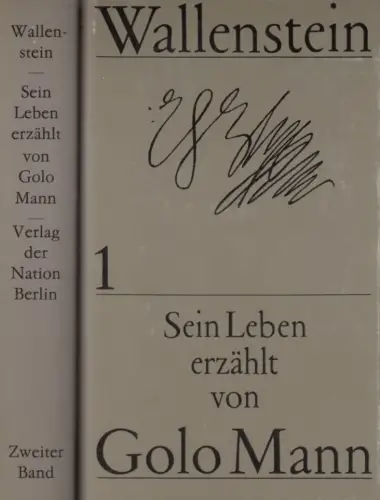 Wallen-
stein
Sein
Leben
erzählt
von
Golo
Mann
Verlag
der
Nation
Berlin
Zweiter
Band
Wallenstein
1
Sein Leben
erzählt
von
Golo Mann